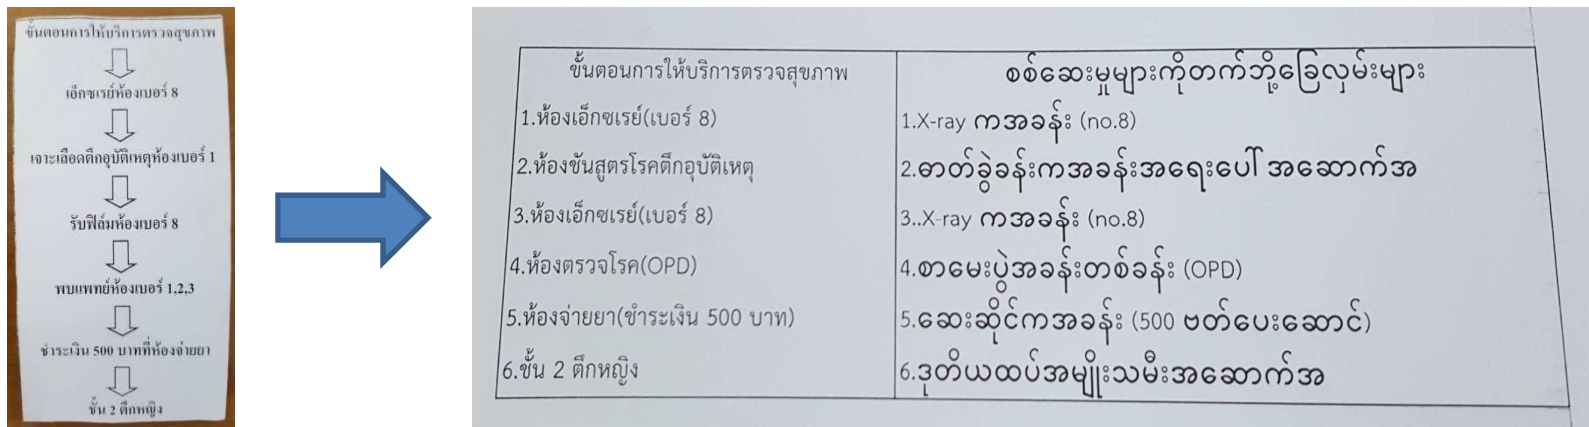 ขั้นตอนการให้บริการตรวจสุขภาพ
เอ็กซเรย์ห้องเบอร์ 8
เจาะเลือดตึกอุบัติเหตุห้องเบอร์ 1
รับฟิล์มห้องเบอร์ 8
พบแพทย์ห้องเบอร์ 1,2,3
ชำระเงิน 500 บาทที่ห้องจ่ายยา
ชั้น 2 ตึกหญิง
ขั้นตอนการให้บริการตรวจสุขภาพ
1.ห้องเอ็กซเรย์(เบอร์ 8)
2.ห้องชันสูตรโรคตึกอุบัติเหตุ
3.ห้องเอ็กซเรย์(เบอร์ 8)
4.ห้องตรวจโรค(OPD)
5.ห้องจ่ายยา(ชำระเงิน 500 บาท)
6.ชั้น 2 ตึกหญิง
စစ်ဆေးမှုများကိုတက်ဘို့ခြေလှမ်းများ
1.X-ray ကအခန်း (no.8)
2.ဓာတ်ခွဲခန်းကအခန်းအရေးပေါ် အဆောက်အ
3..X-ray ကအခန်း (no.8)
4.စာမေးပွဲအခန်းတစ်ခန်း (OPD)
5.ဆေးဆိုင်ကအခန်း (500 ဗတ်ပေးဆောင်)
6.ဒုတိယထပ်အမျိုးသမီးအဆောက်အ